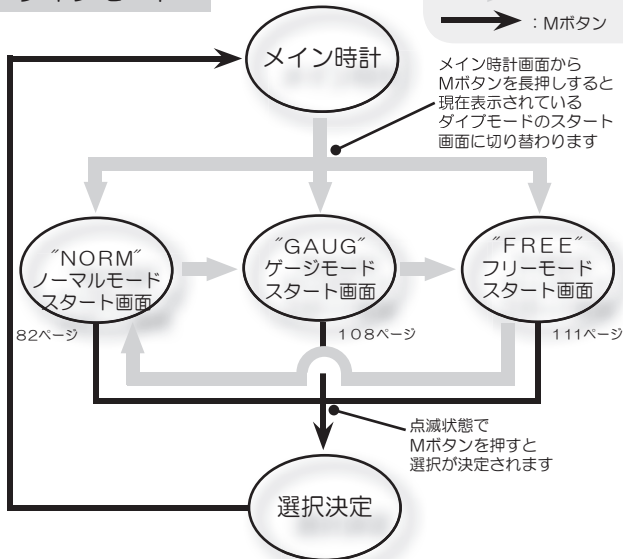 ：Mボタン
メイン時計
メイン時計画面から
Mボタンを長押しすると
現在表示されている
ダイブモードのスタート
画面に切り替わります
"NORM"
ノーマルモード
スタート画面
82ページ
"GAUG"
ゲージモード
スタート画面
108ページ
"FREE"
フリーモード
スタート画面
111ページ
点滅状態で
Mボタンを押すと
選択が決定されます
選択決定